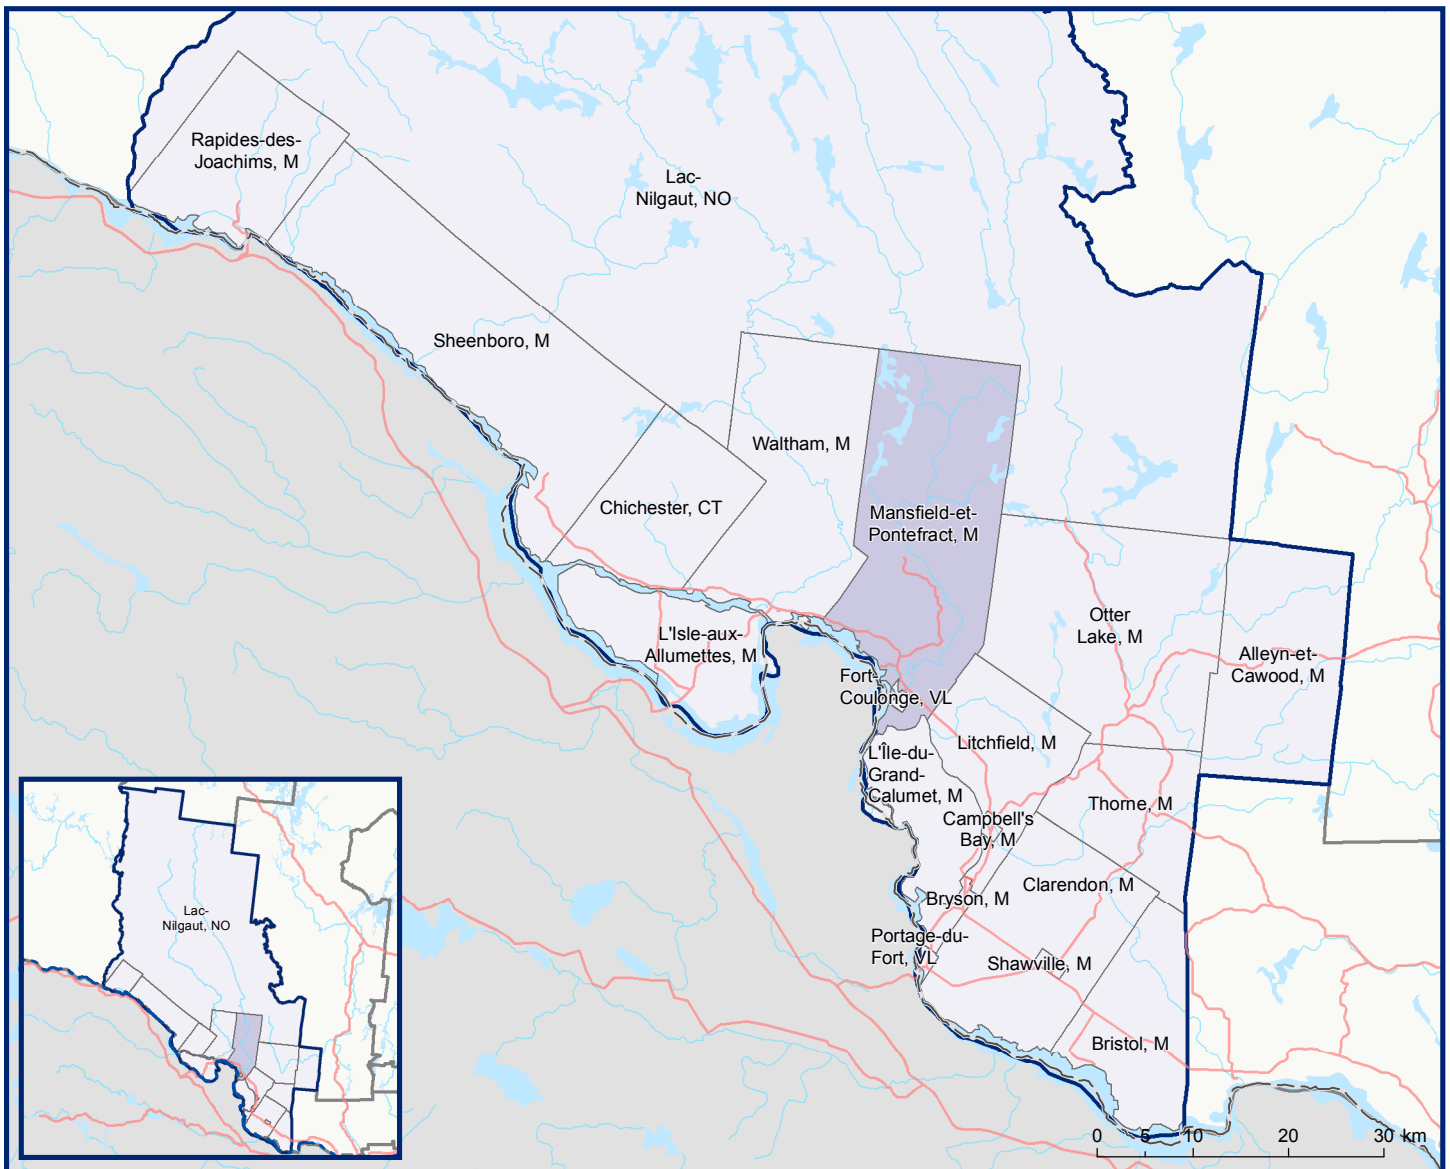 Rapides-des-
Joachims, M
Lac-
Nilgaut, NO
Sheenboro, M
Waltham, M
Chichester, CT
Mansfield-et-
Pontefract, M
Otter
Lake, M
L'Isle-aux-
Allumettes, M
Alleyn-et-
Cawood, M
Fort-
Coulonge, VL
Litchfield, M
L'Île-du-
Grand-
Calumet, M
Thorne, M
Campbell's
Bay, M
Clarendon, M
Bryson, M
Portage-du-
Fort, VL
Shawville, M
Bristol, M
Lac-
Nilgaut, NO
0 5 10 20 30 km